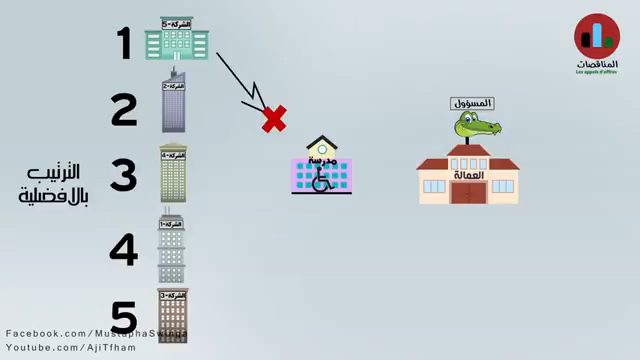 1
الشركة-5
المناقصات
Les appels d'offres
2
الشركة-2
المسؤول
مدرسة
العمالة
3
الشركة-4
الترتيب
بالافضلية
4
الشركة-1
5
الشركة-3
Facebook.com/MustaphaSwinga
Youtube.com/AjiTfham